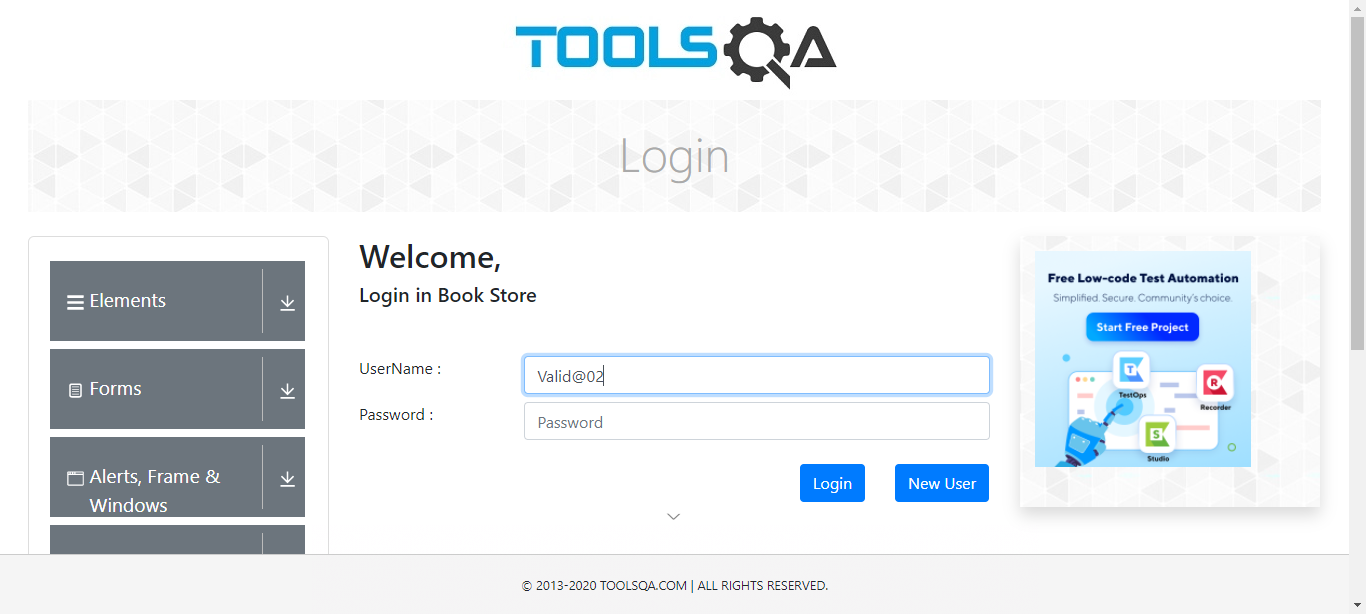 TOOLSQA
Login
Elements
Forms
Alerts, Frame &
Windows
Welcome,
Login in Book Store
UserName :
Valid@02
Password :
Password
Login
New User
Free Low-code Test Automation
Simplified. Secure. Community's choice.
Start Free Project
TestOps
Recorder
Studio
© 2013-2020 TOOLSQA.COM | ALL RIGHTS RESERVED.